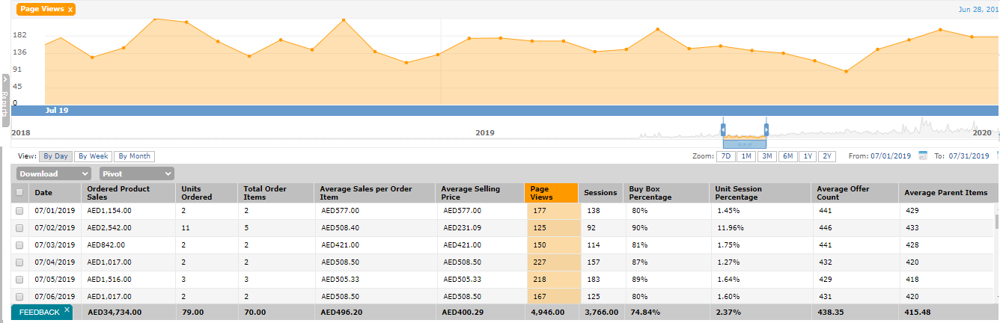 Page Views x
Jun 28, 201
182
136
91
45
0
Reports
Jul 19
2018 2019 2020
View: By Day By Week By Month Zoom: 7D 1M 3M 6M 1Y 2Y From: 07/01/2019 To: 07/31/2019
Download Pivot
Date Ordered Product Sales Units Ordered Total Order Items Average Sales per Order Item Average Selling Price Page Views Sessions Buy Box Percentage Unit Session Percentage Average Offer Count Average Parent Items
07/01/2019 AED1,154.00 2 2 AED577.00 AED577.00 177 138 80% 1.45% 441 429
07/02/2019 AED2,542.00 11 5 AED508.40 AED231.09 125 92 90% 11.96% 446 433
07/03/2019 AED842.00 2 2 AED421.00 AED421.00 150 114 81% 1.75% 441 428
07/04/2019 AED1,017.00 2 2 AED508.50 AED508.50 227 157 87% 1.27% 432 420
07/05/2019 AED1,516.00 3 3 AED505.33 AED505.33 218 183 89% 1.64% 429 418
07/06/2019 AED1,017.00 2 2 AED508.50 AED508.50 167 125 80% 1.60% 431 420
FEEDBACK x AED34,734.00 79.00 70.00 AED496.20 AED400.29 4,946.00 3,766.00 74.84% 2.37% 438.35 415.48